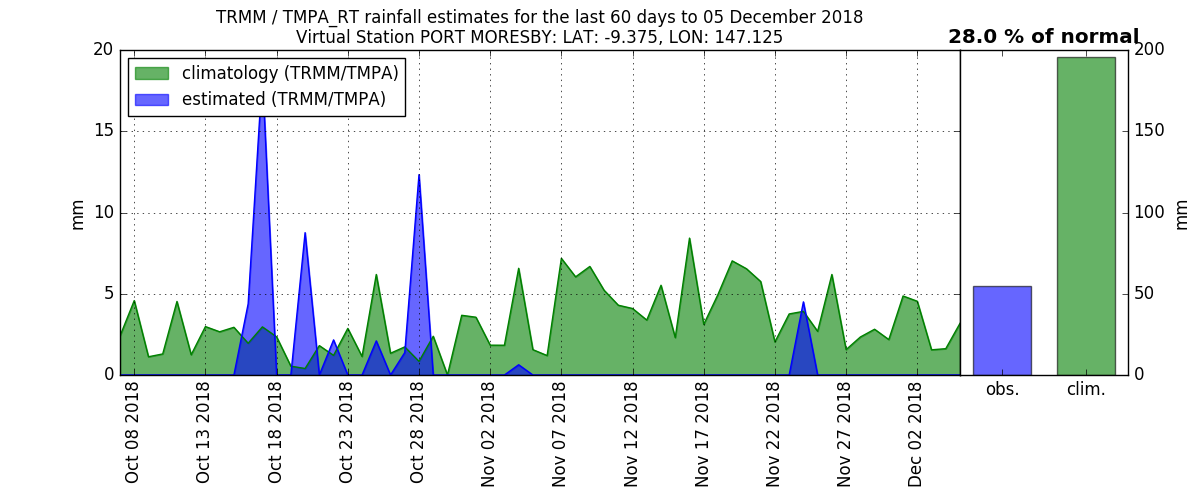 TRMM / TMPA_RT rainfall estimates for the last 60 days to 05 December 2018
Virtual Station PORT MORESBY: LAT: -9.375, LON: 147.125
28.0 % of normal
climatology (TRMM/TMPA)
estimated (TRMM/TMPA)
20
15
10
5
0
mm
200
150
100
50
0
mm
obs.
clim.
Oct 08 2018
Oct 13 2018
Oct 18 2018
Oct 23 2018
Oct 28 2018
Nov 02 2018
Nov 07 2018
Nov 12 2018
Nov 17 2018
Nov 22 2018
Nov 27 2018
Dec 02 2018